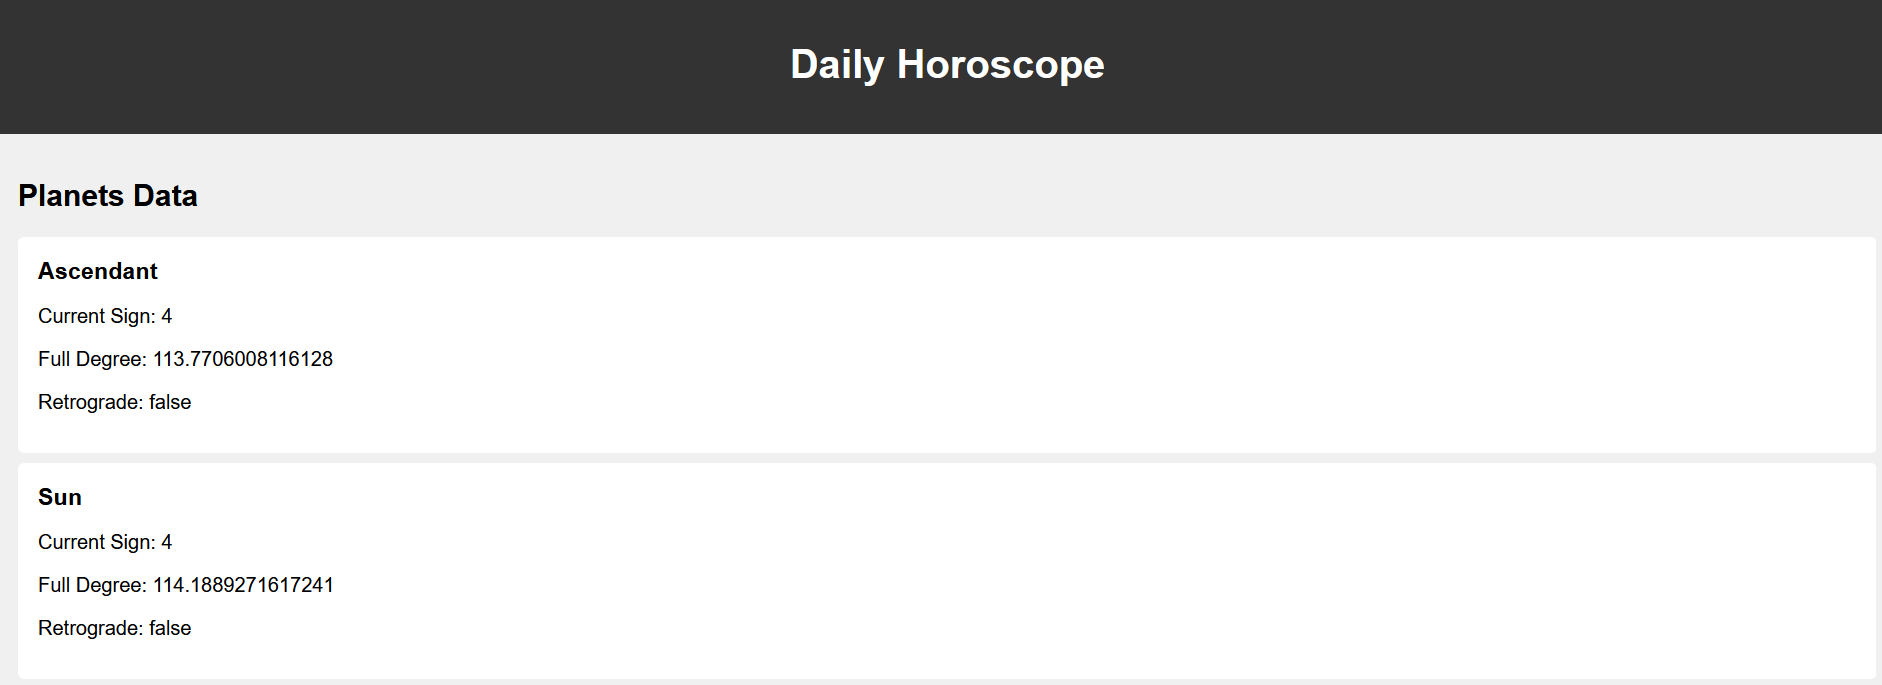 Daily Horoscope
Planets Data
Ascendant
Current Sign: 4
Full Degree: 113.7706008116128
Retrograde: false
Sun
Current Sign: 4
Full Degree: 114.1889271617241
Retrograde: false